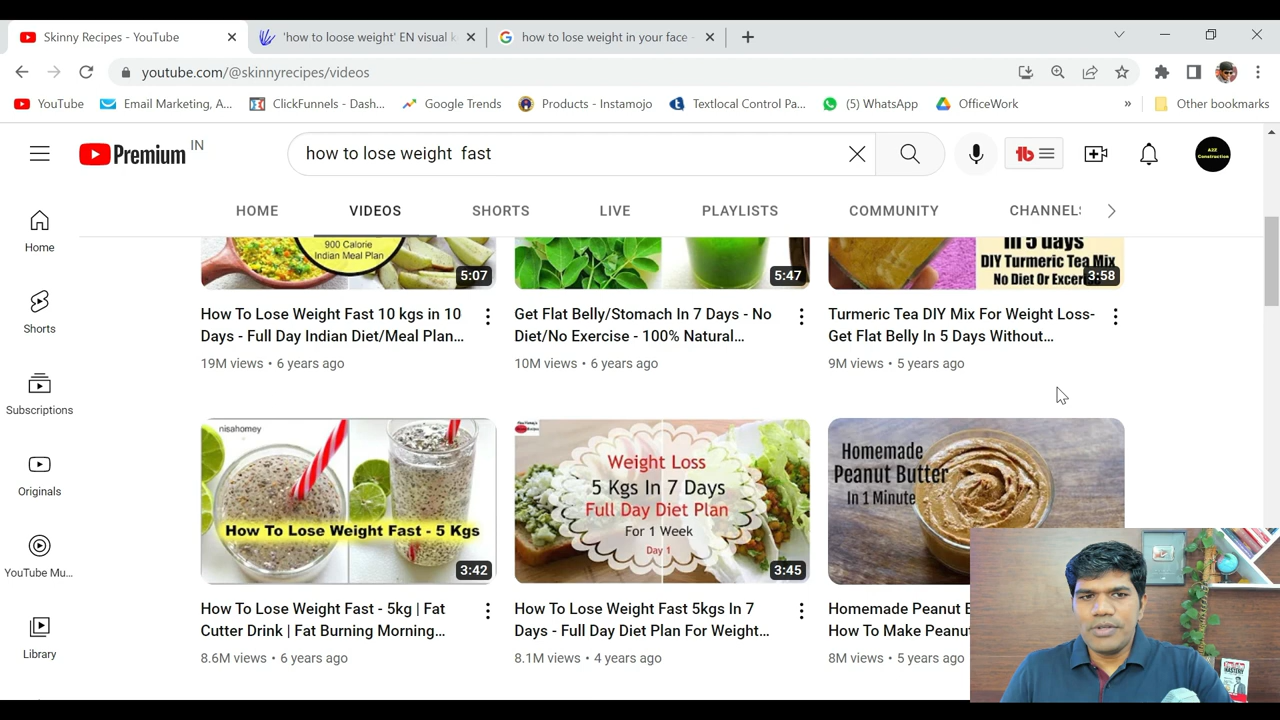 Skinny Recipes - YouTube
'how to loose weight' EN visual k
how to lose weight in your face -
youtube.com/@skinnyrecipes/videos
YouTube
Email Marketing, A...
ClickFunnels - Dash...
Google Trends
Products - Instamojo
Textlocal Control Pa...
(5) WhatsApp
OfficeWork
»
Other bookmarks
Premium IN
how to lose weight  fast
A2Z
Construction
HOME
VIDEOS
SHORTS
LIVE
PLAYLISTS
COMMUNITY
CHANNELS
Home
Shorts
Subscriptions
Originals
YouTube Mu...
Library
900 Calorie
Indian Meal Plan
5:07
5:47
In 5 days
DIY Turmeric Tea Mix
No Diet Or Excer
3:58
How To Lose Weight Fast 10 kgs in 10
Days - Full Day Indian Diet/Meal Plan...
19M views • 6 years ago
Get Flat Belly/Stomach In 7 Days - No
Diet/No Exercise - 100% Natural...
10M views • 6 years ago
Turmeric Tea DIY Mix For Weight Loss-
Get Flat Belly In 5 Days Without...
9M views • 5 years ago
nisahomey
How To Lose Weight Fast - 5 Kgs
3:42
Weight Loss
5 Kgs In 7 Days
Full Day Diet Plan
For 1 Week
Day 1
3:45
Homemade
Peanut Butter
In 1 Minute
How To Lose Weight Fast - 5kg | Fat
Cutter Drink | Fat Burning Morning...
8.6M views • 6 years ago
How To Lose Weight Fast 5kgs In 7
Days - Full Day Diet Plan For Weight...
8.1M views • 4 years ago
Homemade Peanut B
How To Make Peanu
8M views • 5 years ago